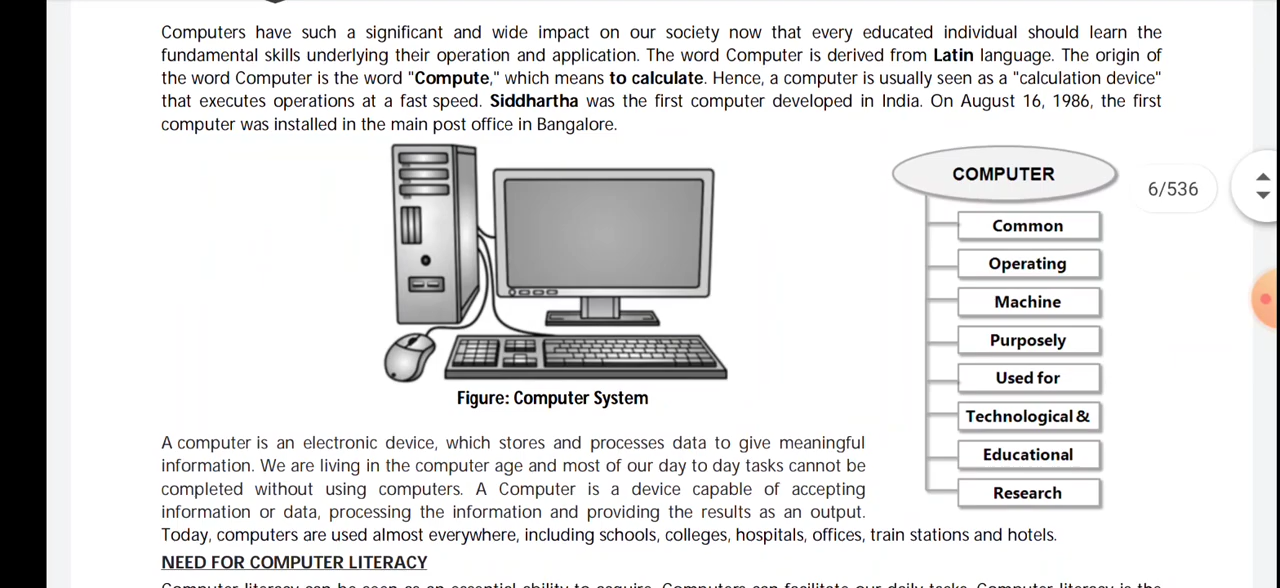 Computers have such a significant and wide impact on our society now that every educated individual should learn the
fundamental skills underlying their operation and application. The word Computer is derived from Latin language. The origin of
the word Computer is the word "Compute," which means to calculate. Hence, a computer is usually seen as a "calculation device"
that executes operations at a fast speed. Siddhartha was the first computer developed in India. On August 16, 1986, the first
computer was installed in the main post office in Bangalore.
COMPUTER
6/536
Common
Operating
Machine
Purposely
Used for
Technological &
Educational
Research
Figure: Computer System
A computer is an electronic device, which stores and processes data to give meaningful
information. We are living in the computer age and most of our day to day tasks cannot be
completed without using computers. A Computer is a device capable of accepting
information or data, processing the information and providing the results as an output.
Today, computers are used almost everywhere, including schools, colleges, hospitals, offices, train stations and hotels.
NEED FOR COMPUTER LITERACY